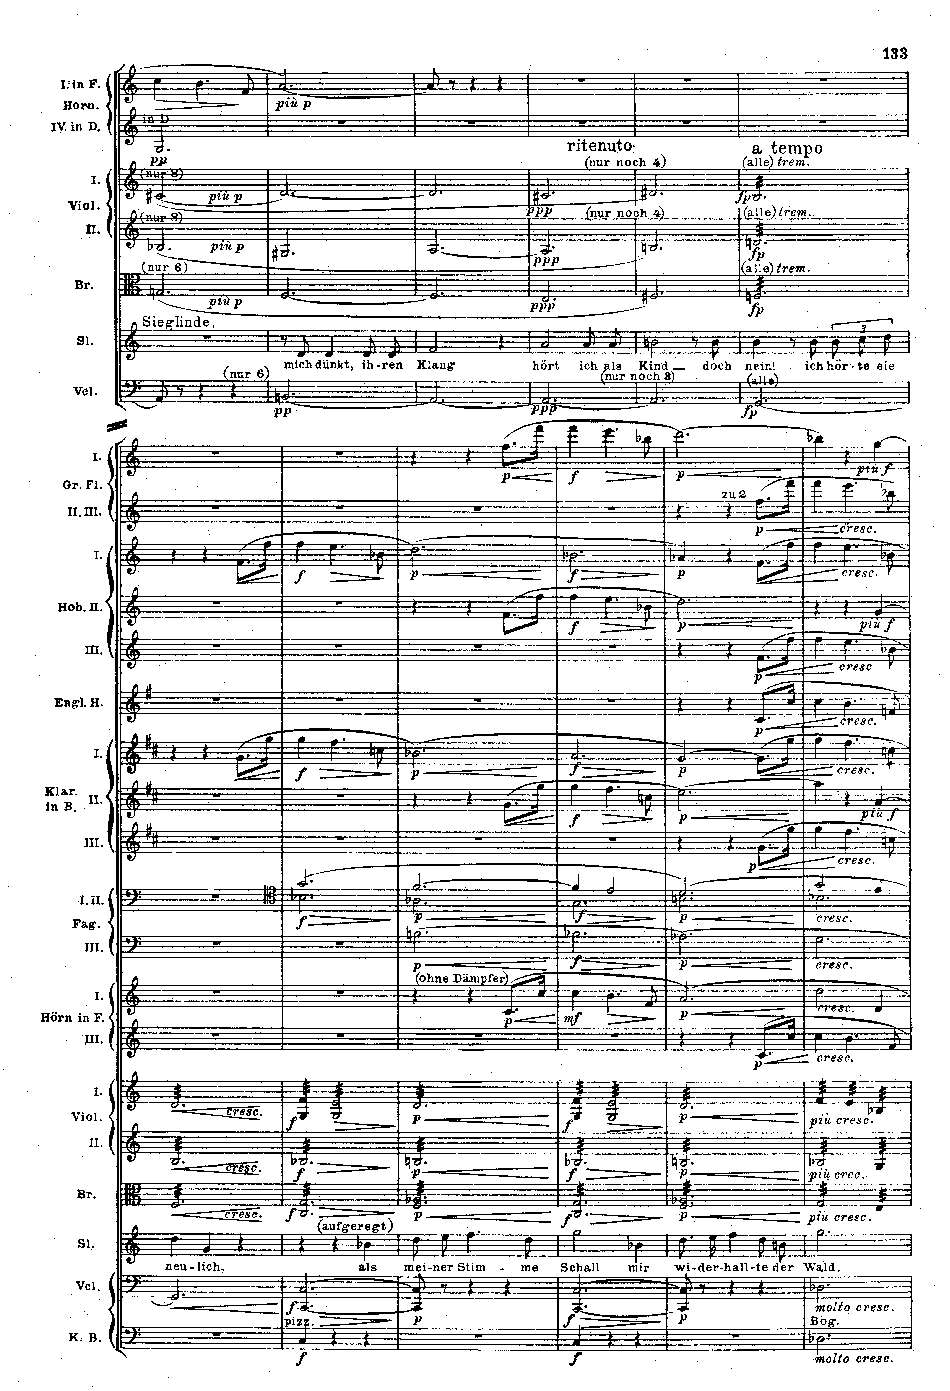 133
I. in F.
Horn.
più p
IV. in D.
in D
pp
ritenuto
a tempo
(nur 8)
(nur noch 4)
(alle) trem.
I.
più p
ppp
fp
Viol.
(nur 8)
(nur noch 4)
(alle) trem.
II.
più p
ppp
fp
(nur 6)
(alle) trem.
Br.
più p
ppp
fp
Sieglinde.
Sl.
3
mich dünkt, ih-ren Klang hört ich als Kind doch nein! ich hör-te sie
(nur 6)
(nur noch 3)
(alle)
Vcl.
pp
ppp
fp
I.
p f p più f
Gr. Fl.
zu 2
II. III.
p cresc.
I.
f p f p cresc.
Hob. II.
f p più f
III.
p cresc
Engl. H.
p cresc.
I.
f p f p cresc.
Klar. in B.
II.
f p più f
III.
p cresc.
I. II.
f p f p cresc.
Fag.
III.
p f p cresc.
(ohne Dämpfer)
I.
p mf p cresc.
Hörn in F.
III.
p cresc.
I.
Viol.
cresc. f p f p più cresc.
II.
cresc. f p f p più cresc.
Br.
cresc. f p f p più cresc.
(aufgeregt)
Sl.
neu-lich, als mei-ner Stim-me Schall mir wi-der-hall-te der Wald.
Vcl.
f p f p molto cresc.
pizz.
Bog.
K. B.
f f molto cresc.